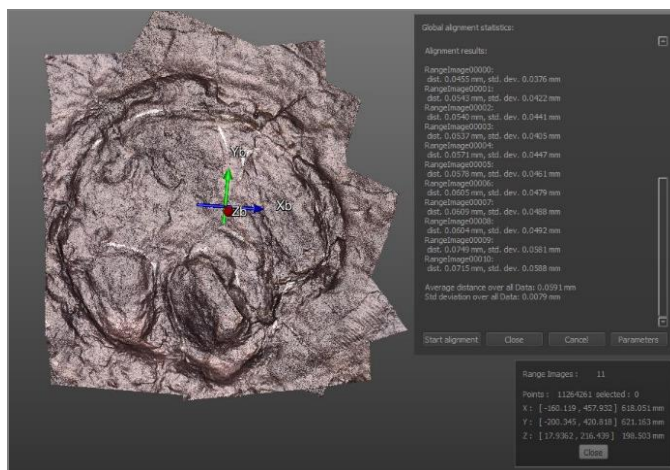 Global alignment statistics:
Alignment results:
RangeImage00000:
dist. 0.0455 mm, std. dev. 0.0376 mm
RangeImage00001:
dist. 0.0543 mm, std. dev. 0.0422 mm
RangeImage00002:
dist. 0.0540 mm, std. dev. 0.0441 mm
RangeImage00003:
dist. 0.0537 mm, std. dev. 0.0405 mm
RangeImage00004:
dist. 0.0571 mm, std. dev. 0.0447 mm
RangeImage00005:
dist. 0.0578 mm, std. dev. 0.0461 mm
RangeImage00006:
dist. 0.0605 mm, std. dev. 0.0479 mm
RangeImage00007:
dist. 0.0609 mm, std. dev. 0.0488 mm
RangeImage00008:
dist. 0.0604 mm, std. dev. 0.0492 mm
RangeImage00009:
dist. 0.0749 mm, std. dev. 0.0581 mm
RangeImage00010:
dist. 0.0715 mm, std. dev. 0.0588 mm
Average distance over all Data: 0.0591 mm
Std deviation over all Data: 0.0079 mm
Start alignment Close Cancel Parameters
Yb
Zb Xb
Range Images : 11
Points : 11264261 selected : 0
X : [ -160.119 , 457.932 ] 618.051 mm
Y : [ -200.345 , 420.818 ] 621.163 mm
Z : [ 17.9362 , 216.439 ] 198.503 mm
Close